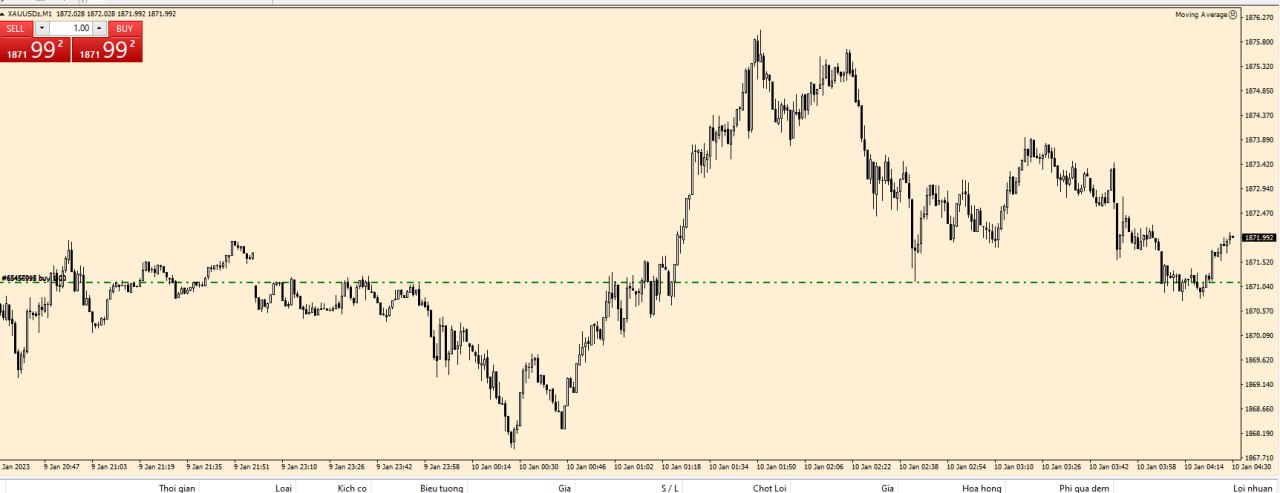 XAUUSDz,M1 1872.028 1872.028 1871.992 1871.992
Moving Average
SELL 1.00 BUY
1871 99 2 1871 99 2
1876.270
1875.800
1875.320
1874.850
1874.370
1873.890
1873.420
1872.940
1872.470
1871.992
1871.520
1871.040
1870.570
1870.090
1869.620
1869.140
1868.660
1868.190
1867.710
buy 1.00
Jan 2023 9 Jan 20:47 9 Jan 21:03 9 Jan 21:19 9 Jan 21:35 9 Jan 21:51 9 Jan 23:10 9 Jan 23:26 9 Jan 23:42 9 Jan 23:58 10 Jan 00:14 10 Jan 00:30 10 Jan 00:46 10 Jan 01:02 10 Jan 01:18 10 Jan 01:34 10 Jan 01:50 10 Jan 02:06 10 Jan 02:22 10 Jan 02:38 10 Jan 02:54 10 Jan 03:10 10 Jan 03:26 10 Jan 03:42 10 Jan 03:58 10 Jan 04:14 10 Jan 04:30
Thoi gian Loai Kich co Bieu tuong Gia S / L Chot Loi Gia Hoa hong Phi qua dem Loi nhuan